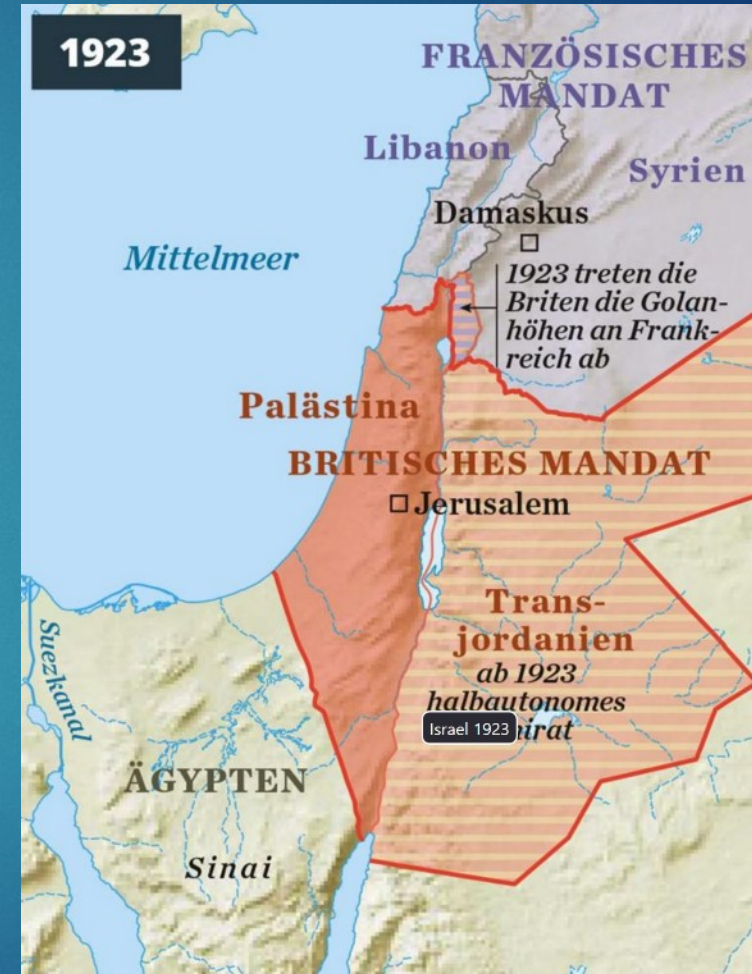 1923
FRANZÖSISCHES
MANDAT
Libanon
Syrien
Damaskus
Mittelmeer
1923 treten die
Briten die Golan-
höhen an Frank-
reich ab
Palästina
BRITISCHES MANDAT
Jerusalem
Trans-
jordanien
ab 1923
halbautonomes
Israel 1923 irat
Suezkanal
ÄGYPTEN
Sinai